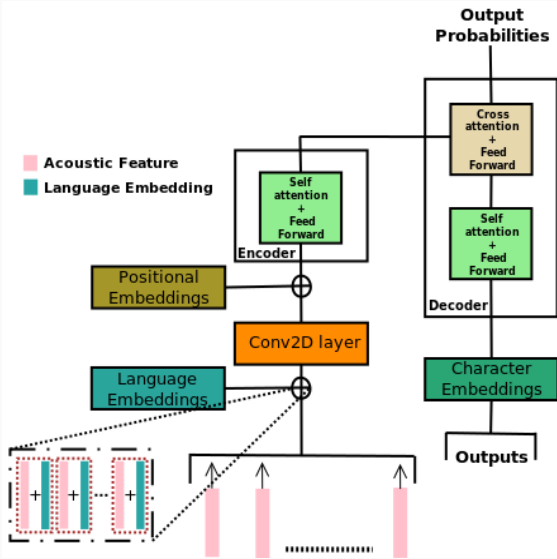 Output
Probabilities
Cross
attention
+
Feed
Forward
Acoustic Feature
Language Embedding
Self
attention
+
Feed
Forward
Encoder
Self
attention
+
Feed
Forward
Decoder
Positional
Embeddings
Conv2D layer
Language
Embeddings
Character
Embeddings
Outputs
+ + +